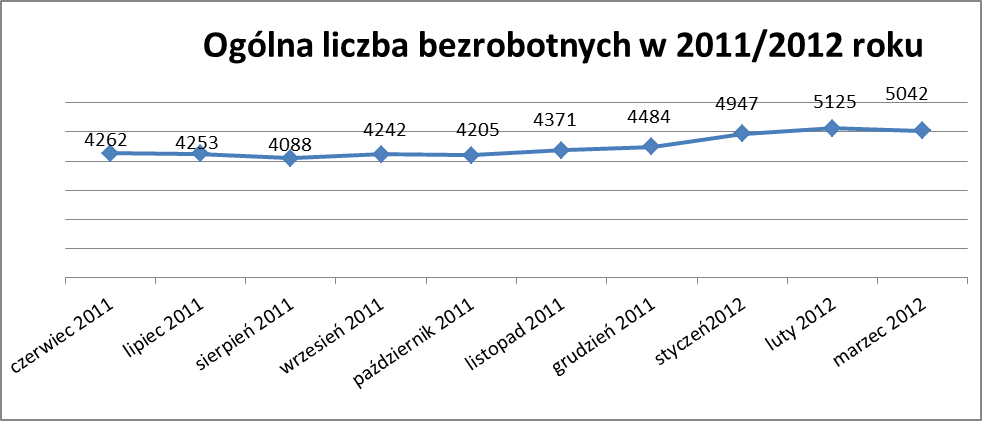 Ogólna liczba bezrobotnych w 2011/2012 roku
4262 4253 4088 4242 4205 4371 4484 4947 5125 5042
czerwiec 2011
lipiec 2011
sierpień 2011
wrzesień 2011
październik 2011
listopad 2011
grudzień 2011
styczeń2012
luty 2012
marzec 2012